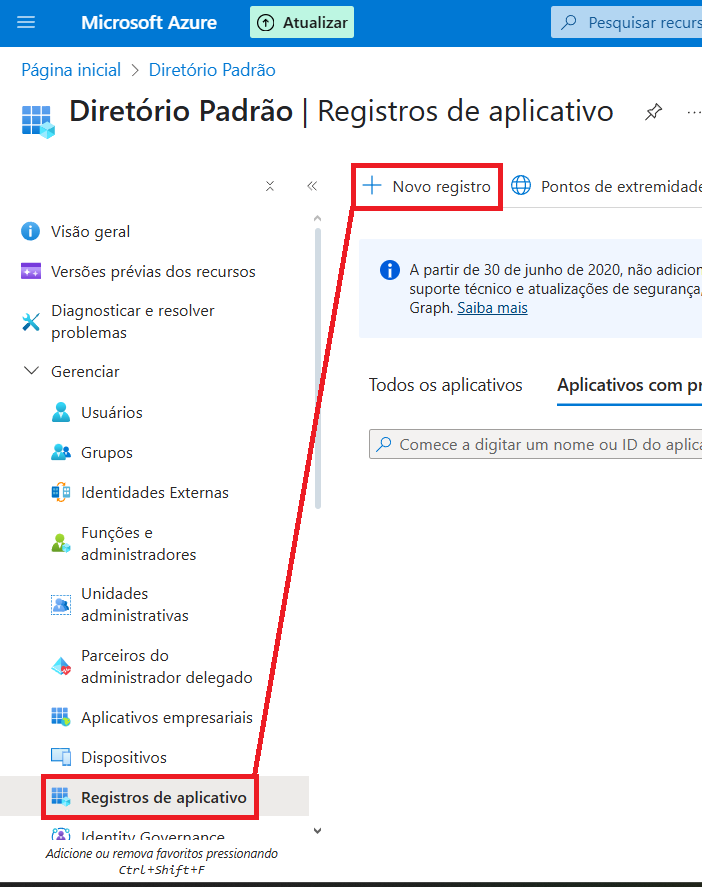 Microsoft Azure
Atualizar
Pesquisar recurs
Página inicial > Diretório Padrão
Diretório Padrão | Registros de aplicativo
Novo registro
Pontos de extremidade
Visão geral
Versões prévias dos recursos
Diagnosticar e resolver
problemas
Gerenciar
Usuários
Grupos
Identidades Externas
Funções e
administradores
Unidades
administrativas
Parceiros do
administrador delegado
Aplicativos empresariais
Dispositivos
Registros de aplicativo
Identity Governance
Adicione ou remova favoritos pressionando
Ctrl+Shift+F
A partir de 30 de junho de 2020, não adicion
suporte técnico e atualizações de segurança,
Graph. Saiba mais
Todos os aplicativos
Aplicativos com pr
Comece a digitar um nome ou ID do aplica